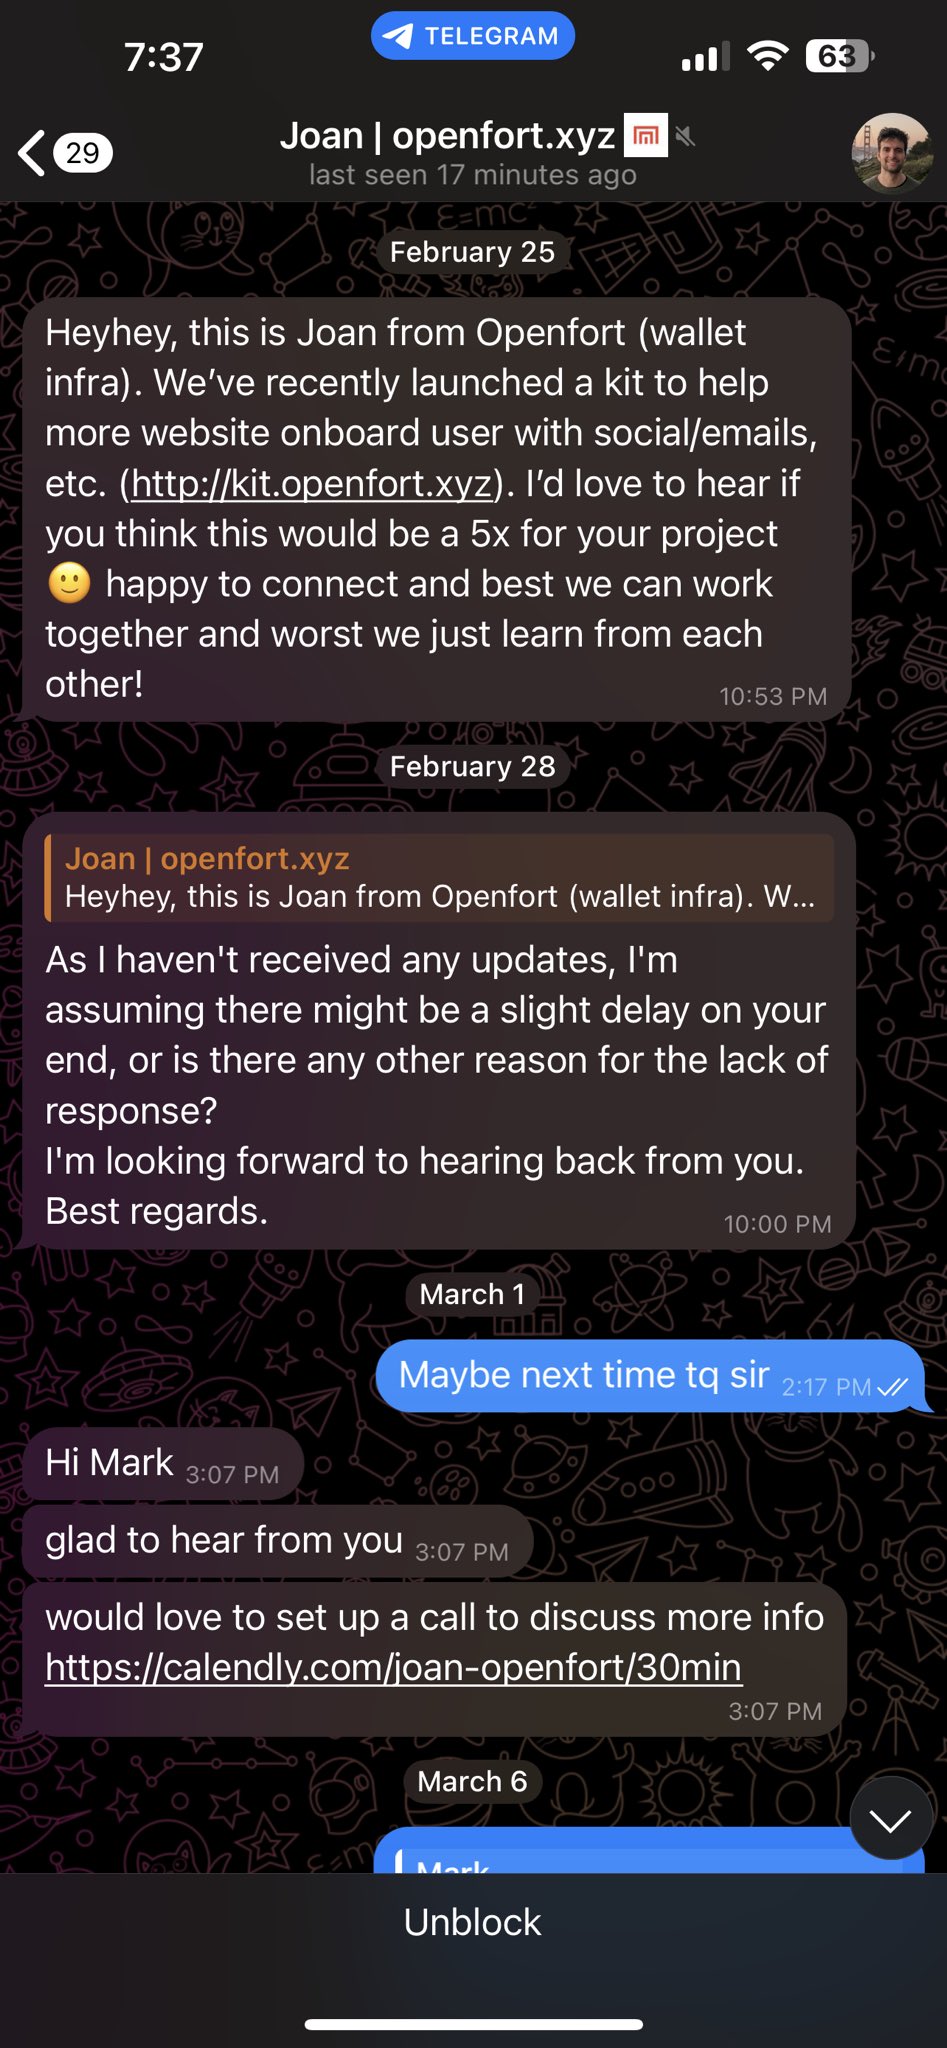 7:37
TELEGRAM
63
29
Joan | openfort.xyz
last seen 17 minutes ago
February 25
Heyhey, this is Joan from Openfort (wallet
infra). We've recently launched a kit to help
more website onboard user with social/emails,
etc. (http://kit.openfort.xyz). I'd love to hear if
you think this would be a 5x for your project
🙂 happy to connect and best we can work
together and worst we just learn from each
other!
10:53 PM
February 28
Joan | openfort.xyz
Heyhey, this is Joan from Openfort (wallet infra). W...
As I haven't received any updates, I'm
assuming there might be a slight delay on your
end, or is there any other reason for the lack of
response?
I'm looking forward to hearing back from you.
Best regards.
10:00 PM
March 1
Maybe next time tq sir 2:17 PM
Hi Mark 3:07 PM
glad to hear from you 3:07 PM
would love to set up a call to discuss more info
https://calendly.com/joan-openfort/30min
3:07 PM
March 6
Mark
Unblock